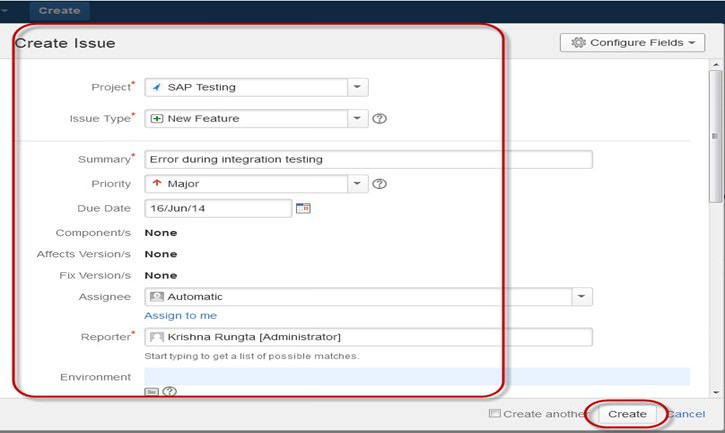 Create
Create Issue
Configure Fields
Project* SAP Testing
Issue Type* New Feature
Summary* Error during integration testing
Priority Major
Due Date 16/Jun/14
Component/s None
Affects Version/s None
Fix Version/s None
Assignee Automatic
Assign to me
Reporter* Krishna Rungta [Administrator]
Start typing to get a list of possible matches.
Environment
Create another Create Cancel